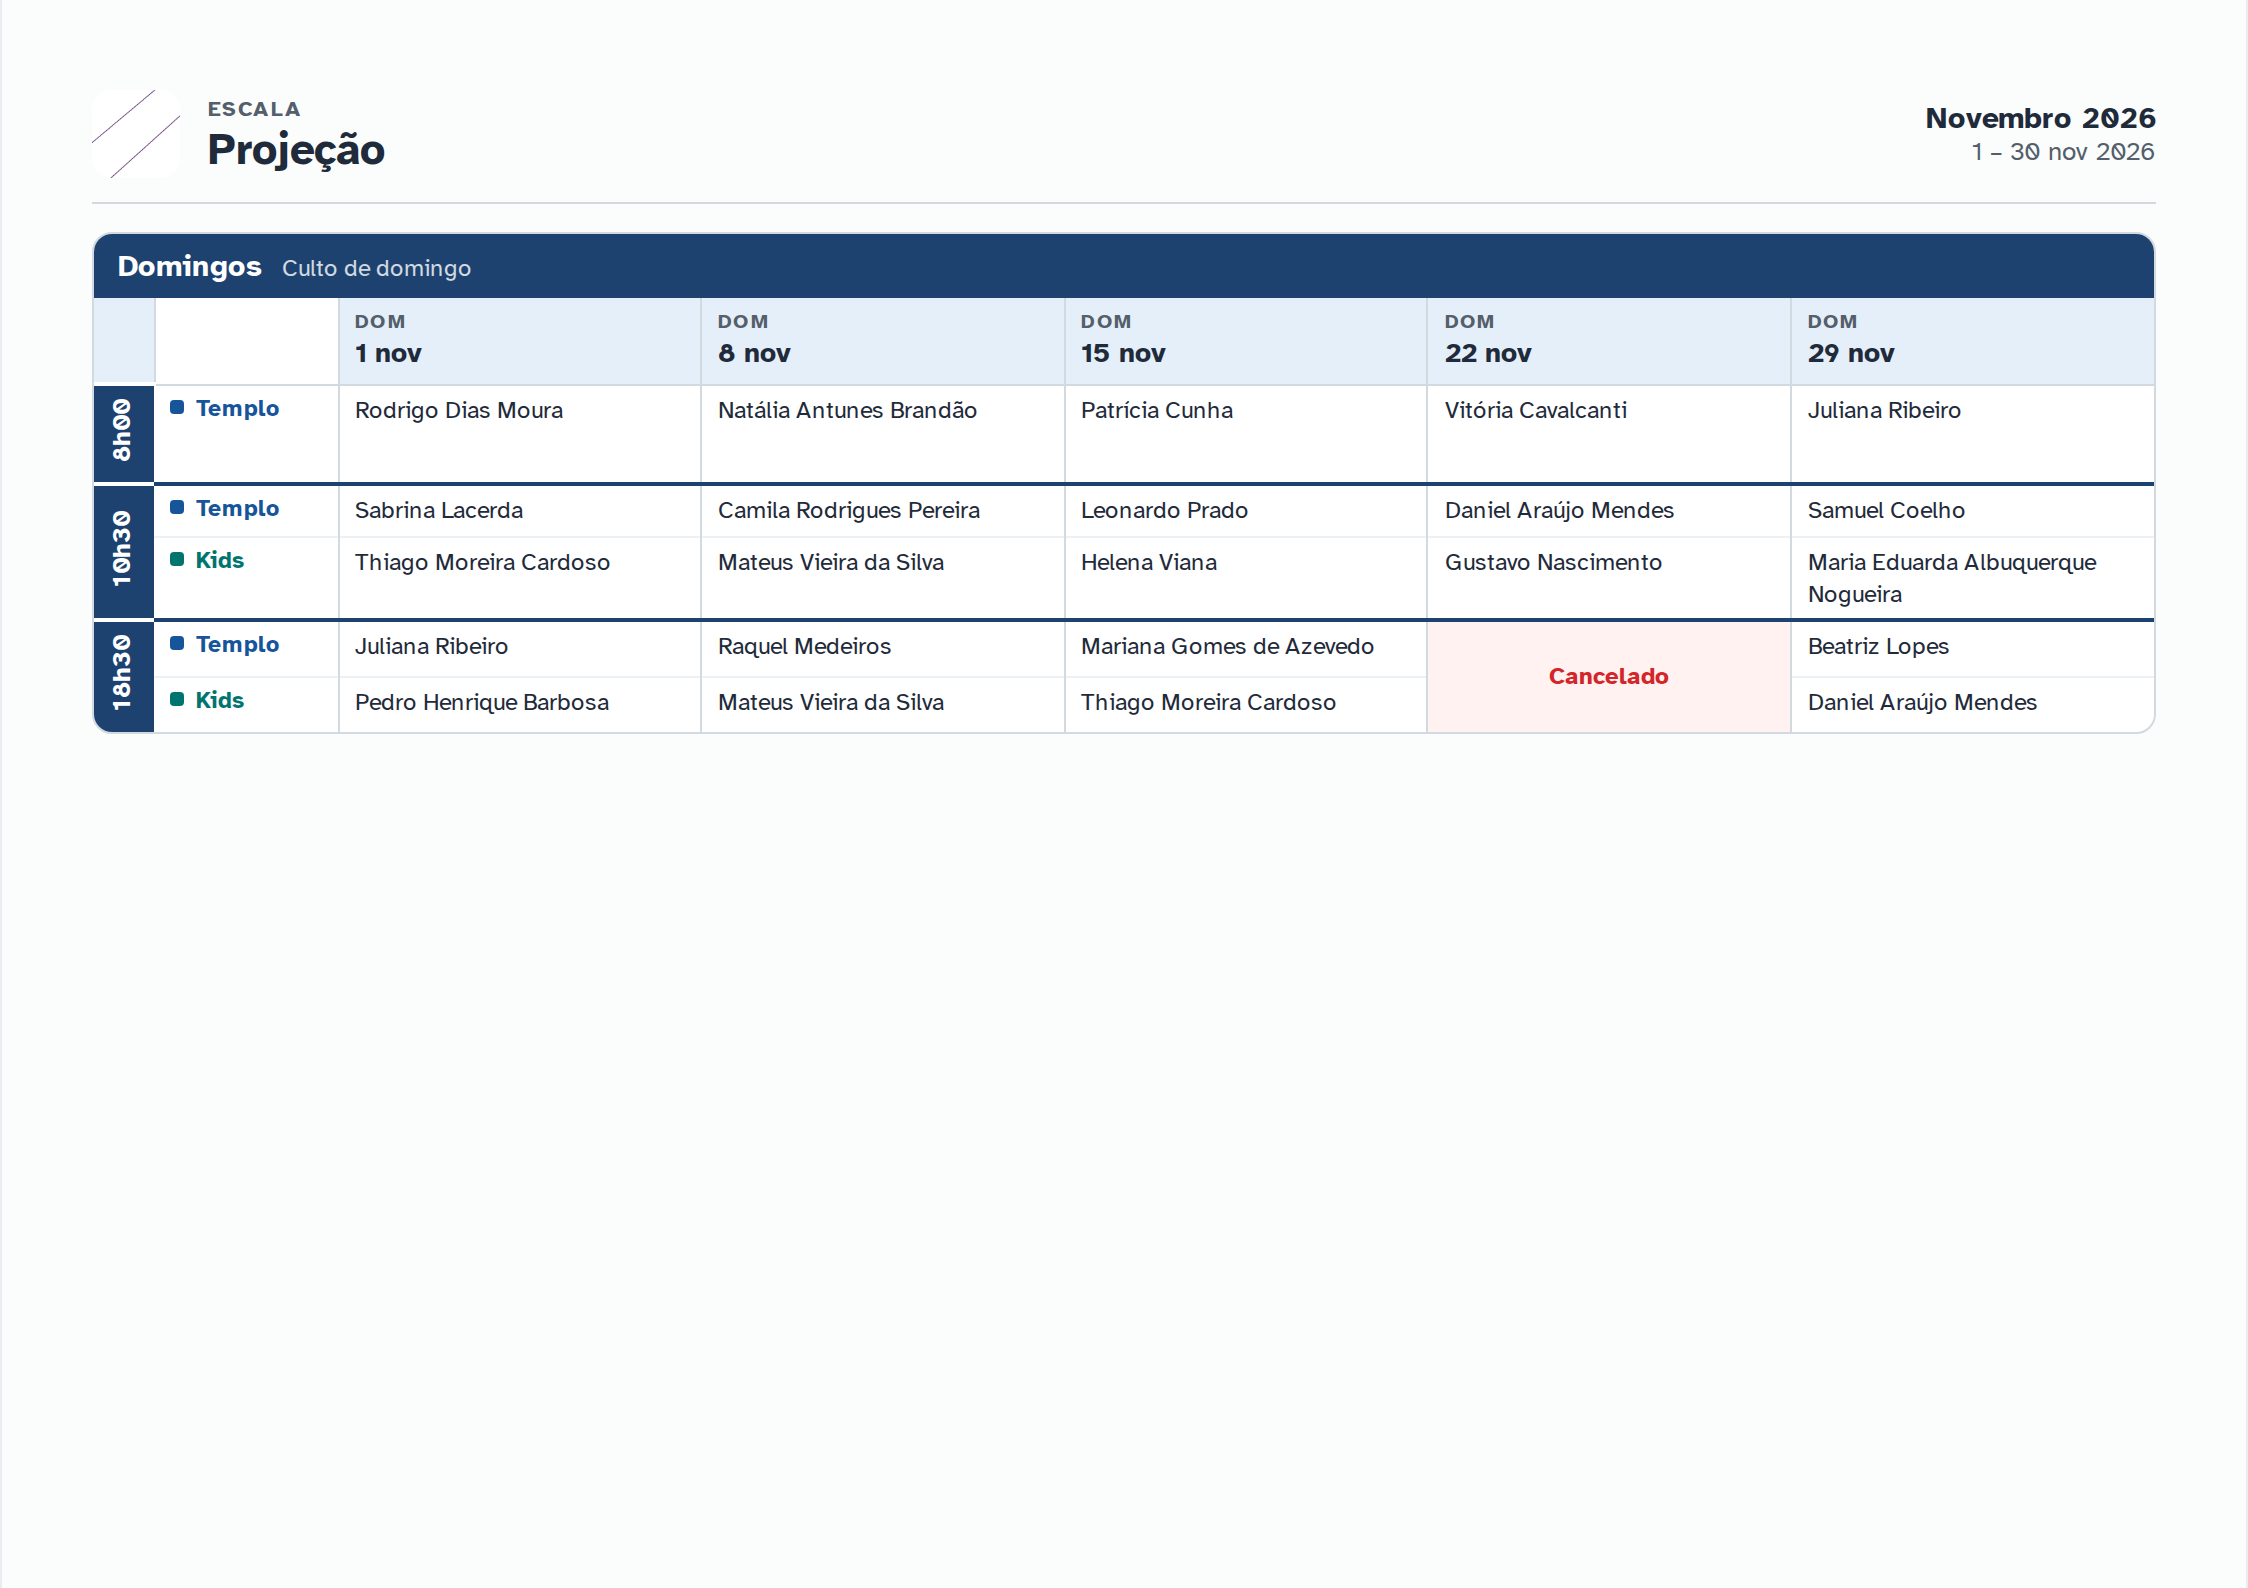 ESCALA
Projeção
Novembro 2026
1 – 30 nov 2026
Domingos Culto de domingo
DOM DOM DOM DOM DOM
1 nov 8 nov 15 nov 22 nov 29 nov
8h00
Templo Rodrigo Dias Moura Natália Antunes Brandão Patrícia Cunha Vitória Cavalcanti Juliana Ribeiro
10h30
Templo Sabrina Lacerda Camila Rodrigues Pereira Leonardo Prado Daniel Araújo Mendes Samuel Coelho
Kids Thiago Moreira Cardoso Mateus Vieira da Silva Helena Viana Gustavo Nascimento Maria Eduarda Albuquerque
Nogueira
18h30
Templo Juliana Ribeiro Raquel Medeiros Mariana Gomes de Azevedo Beatriz Lopes
Cancelado
Kids Pedro Henrique Barbosa Mateus Vieira da Silva Thiago Moreira Cardoso Daniel Araújo Mendes